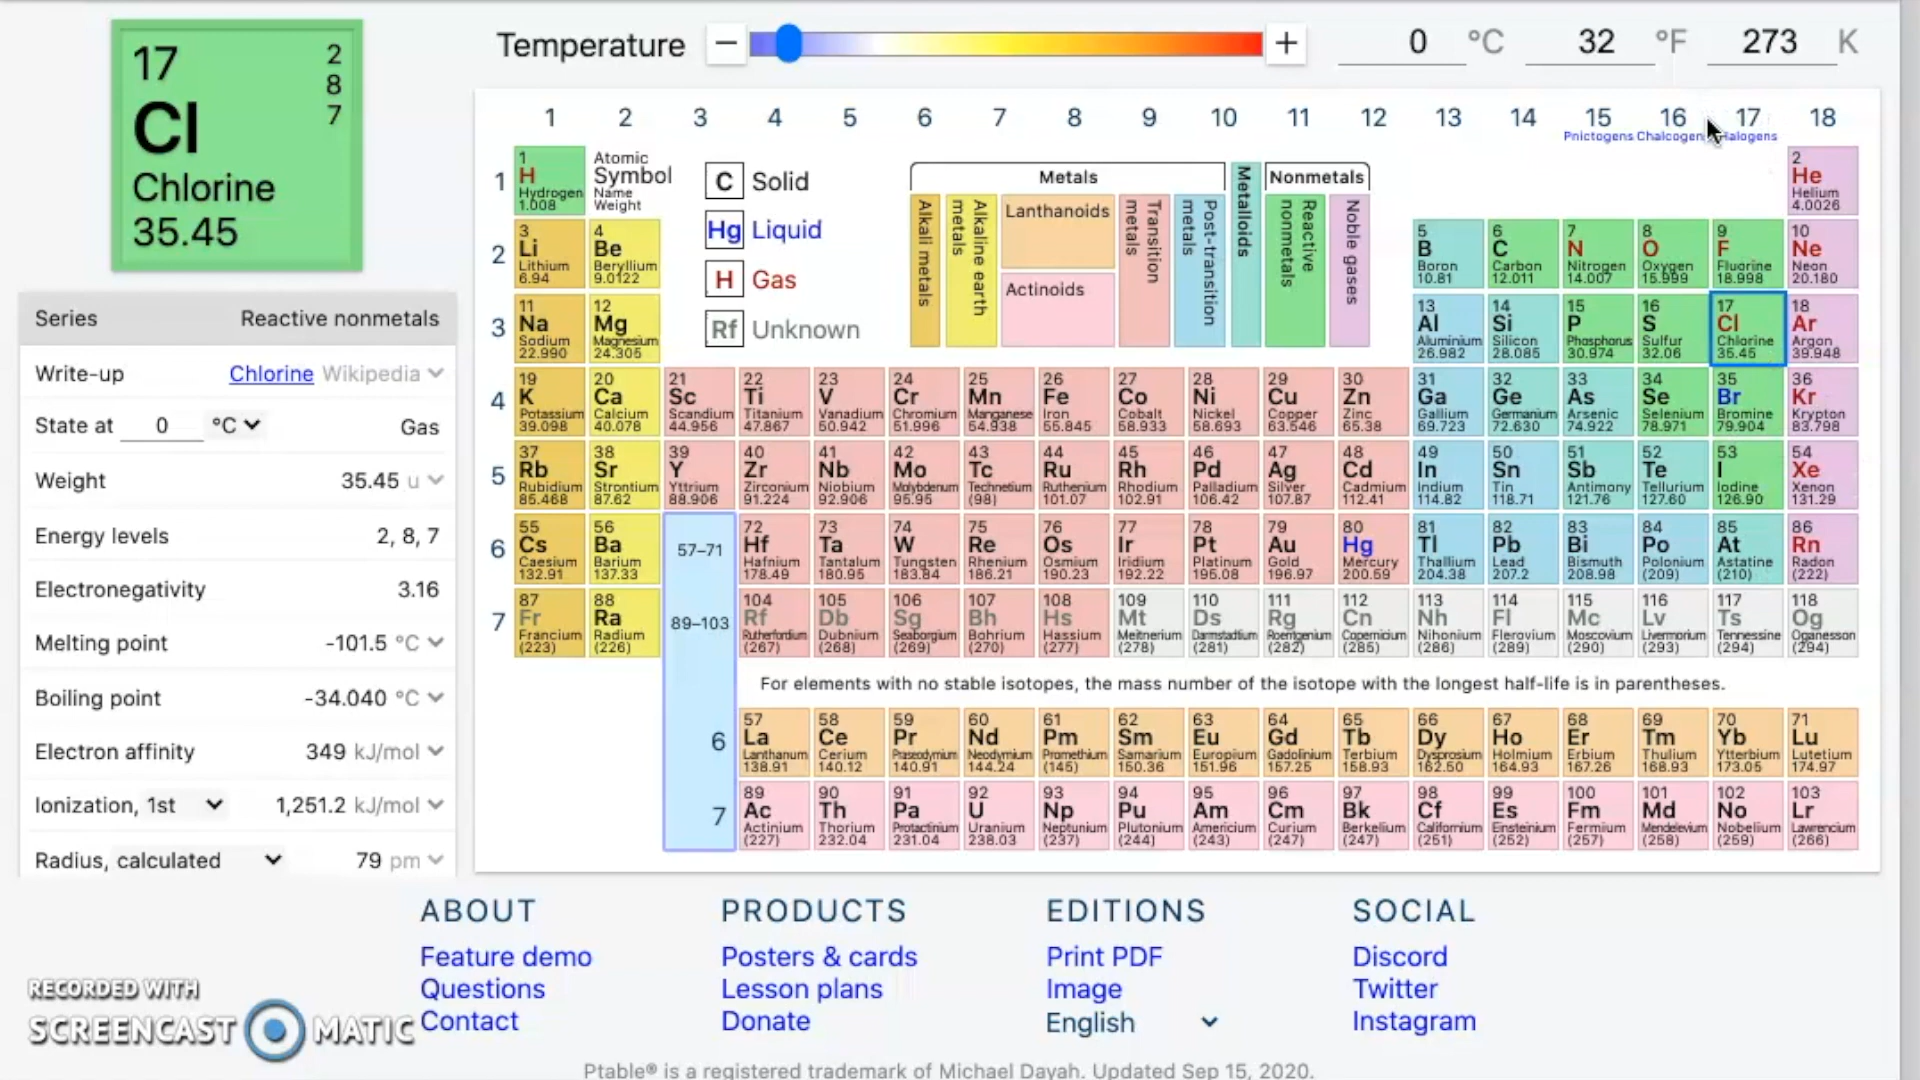 17
2
8
7
Cl
Chlorine
35.45
Temperature − + 0 °C 32 °F 273 K
Series Reactive nonmetals
Write-up Chlorine Wikipedia
State at 0 °C Gas
Weight 35.45 u
Energy levels 2, 8, 7
Electronegativity 3.16
Melting point -101.5 °C
Boiling point -34.040 °C
Electron affinity 349 kJ/mol
Ionization, 1st 1,251.2 kJ/mol
Radius, calculated 79 pm
1 2 3 4 5 6 7 8 9 10 11 12 13 14 15 16 17 18
Pnictogens Chalcogen alogens
Atomic
Symbol
Name
Weight
C Solid
Hg Liquid
H Gas
Rf Unknown
Metals
Nonmetals
Alkali metals
Alkaline earth metals
Lanthanoids
Actinoids
Transition metals
Post-transition metals
Metalloids
Reactive nonmetals
Noble gases
1
1 H Hydrogen 1.008
2 He Helium 4.0026
2
3 Li Lithium 6.94
4 Be Beryllium 9.0122
5 B Boron 10.81
6 C Carbon 12.011
7 N Nitrogen 14.007
8 O Oxygen 15.999
9 F Fluorine 18.998
10 Ne Neon 20.180
3
11 Na Sodium 22.990
12 Mg Magnesium 24.305
13 Al Aluminium 26.982
14 Si Silicon 28.085
15 P Phosphorus 30.974
16 S Sulfur 32.06
17 Cl Chlorine 35.45
18 Ar Argon 39.948
4
19 K Potassium 39.098
20 Ca Calcium 40.078
21 Sc Scandium 44.956
22 Ti Titanium 47.867
23 V Vanadium 50.942
24 Cr Chromium 51.996
25 Mn Manganese 54.938
26 Fe Iron 55.845
27 Co Cobalt 58.933
28 Ni Nickel 58.693
29 Cu Copper 63.546
30 Zn Zinc 65.38
31 Ga Gallium 69.723
32 Ge Germanium 72.630
33 As Arsenic 74.922
34 Se Selenium 78.971
35 Br Bromine 79.904
36 Kr Krypton 83.798
5
37 Rb Rubidium 85.468
38 Sr Strontium 87.62
39 Y Yttrium 88.906
40 Zr Zirconium 91.224
41 Nb Niobium 92.906
42 Mo Molybdenum 95.95
43 Tc Technetium (98)
44 Ru Ruthenium 101.07
45 Rh Rhodium 102.91
46 Pd Palladium 106.42
47 Ag Silver 107.87
48 Cd Cadmium 112.41
49 In Indium 114.82
50 Sn Tin 118.71
51 Sb Antimony 121.76
52 Te Tellurium 127.60
53 I Iodine 126.90
54 Xe Xenon 131.29
6
55 Cs Caesium 132.91
56 Ba Barium 137.33
57–71
72 Hf Hafnium 178.49
73 Ta Tantalum 180.95
74 W Tungsten 183.84
75 Re Rhenium 186.21
76 Os Osmium 190.23
77 Ir Iridium 192.22
78 Pt Platinum 195.08
79 Au Gold 196.97
80 Hg Mercury 200.59
81 Tl Thallium 204.38
82 Pb Lead 207.2
83 Bi Bismuth 208.98
84 Po Polonium (209)
85 At Astatine (210)
86 Rn Radon (222)
7
87 Fr Francium (223)
88 Ra Radium (226)
89–103
104 Rf Rutherfordium (267)
105 Db Dubnium (268)
106 Sg Seaborgium (269)
107 Bh Bohrium (270)
108 Hs Hassium (277)
109 Mt Meitnerium (278)
110 Ds Darmstadtium (281)
111 Rg Roentgenium (282)
112 Cn Copernicium (285)
113 Nh Nihonium (286)
114 Fl Flerovium (289)
115 Mc Moscovium (290)
116 Lv Livermorium (293)
117 Ts Tennessine (294)
118 Og Oganesson (294)
For elements with no stable isotopes, the mass number of the isotope with the longest half-life is in parentheses.
6
57 La Lanthanum 138.91
58 Ce Cerium 140.12
59 Pr Praseodymium 140.91
60 Nd Neodymium 144.24
61 Pm Promethium (145)
62 Sm Samarium 150.36
63 Eu Europium 151.96
64 Gd Gadolinium 157.25
65 Tb Terbium 158.93
66 Dy Dysprosium 162.50
67 Ho Holmium 164.93
68 Er Erbium 167.26
69 Tm Thulium 168.93
70 Yb Ytterbium 173.05
71 Lu Lutetium 174.97
7
89 Ac Actinium (227)
90 Th Thorium 232.04
91 Pa Protactinium 231.04
92 U Uranium 238.03
93 Np Neptunium (237)
94 Pu Plutonium (244)
95 Am Americium (243)
96 Cm Curium (247)
97 Bk Berkelium (247)
98 Cf Californium (251)
99 Es Einsteinium (252)
100 Fm Fermium (257)
101 Md Mendelevium (258)
102 No Nobelium (259)
103 Lr Lawrencium (266)
ABOUT PRODUCTS EDITIONS SOCIAL
Feature demo Posters & cards Print PDF Discord
Questions Lesson plans Image Twitter
Contact Donate English Instagram
RECORDED WITH
SCREENCAST MATIC
Ptable® is a registered trademark of Michael Dayah. Updated Sep 15, 2020.